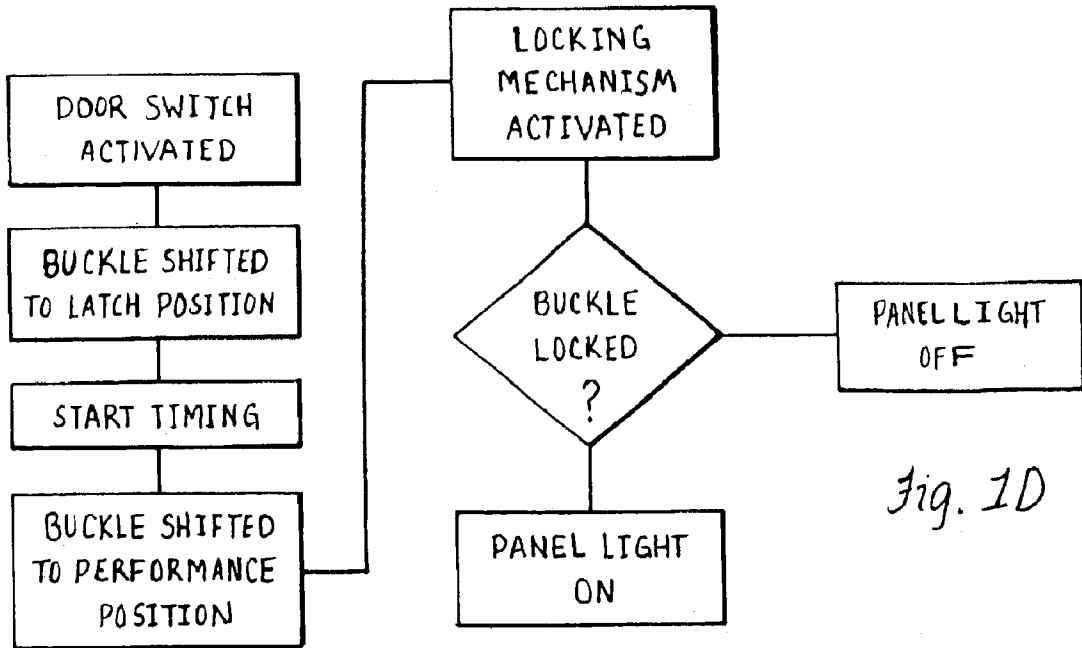 DOOR SWITCH
ACTIVATED
BUCKLE SHIFTED
TO LATCH POSITION
START TIMING
BUCKLE SHIFTED
TO PERFORMANCE
POSITION
LOCKING
MECHANISM
ACTIVATED
BUCKLE
LOCKED
?
PANEL LIGHT
OFF
PANEL LIGHT
ON
Fig. 1D